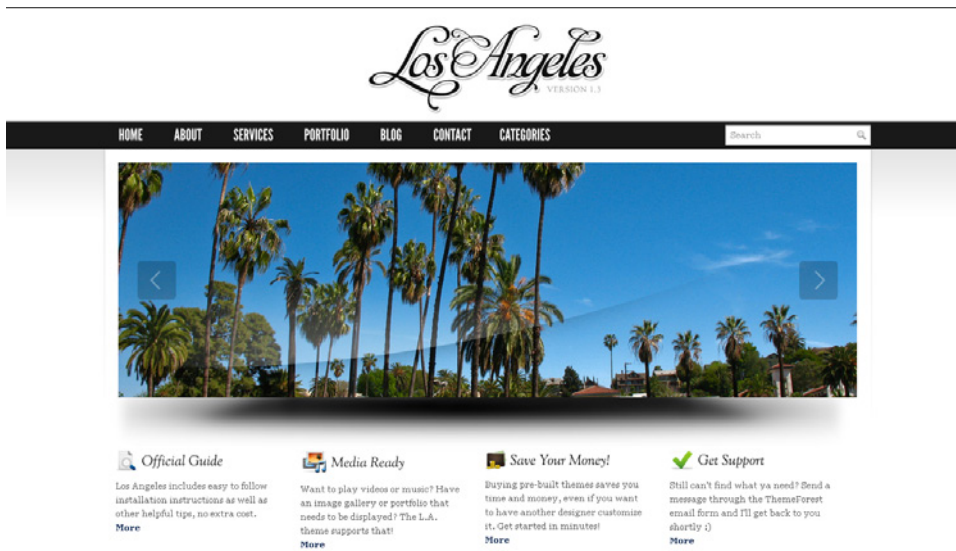 Los Angeles
VERSION 1.3
HOME ABOUT SERVICES PORTFOLIO BLOG CONTACT CATEGORIES Search
Official Guide
Los Angeles includes easy to follow
installation instructions as well as
other helpful tips, no extra cost.
More
Media Ready
Want to play videos or music? Have
an image gallery or portfolio that
needs to be displayed? The L.A.
theme supports that!
More
Save Your Money!
Buying pre-built themes saves you
time and money, even if you want
to have another designer customize
it. Get started in minutes!
More
Get Support
Still can't find what ya need? Send a
message through the ThemeForest
email form and I'll get back to you
shortly ;)
More